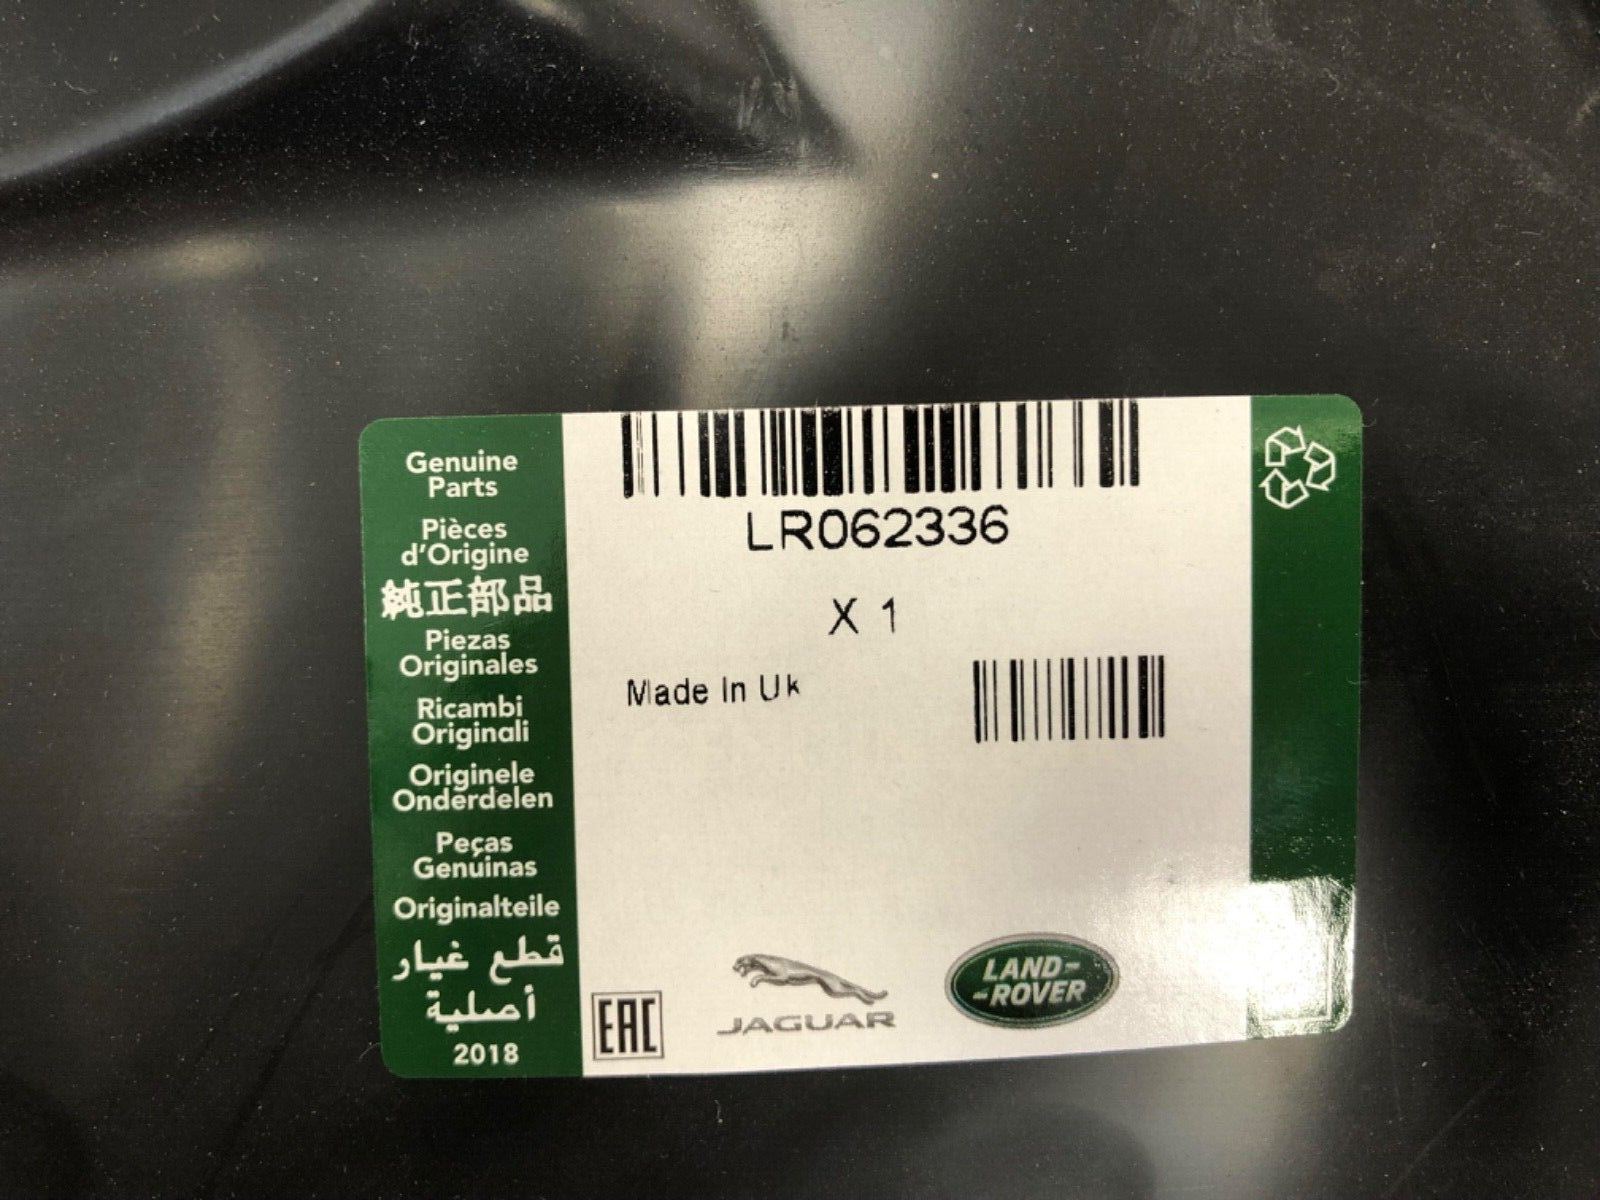 Genuine
Parts
Pièces
d'Origine
純正部品
Piezas
Originales
Ricambi
Originali
Originele
Onderdelen
Peças
Genuínas
Originalteile
قطع غيار
أصلية
2018
LR062336
X 1
Made In Uk
EAC
JAGUAR
LAND-
-ROVER